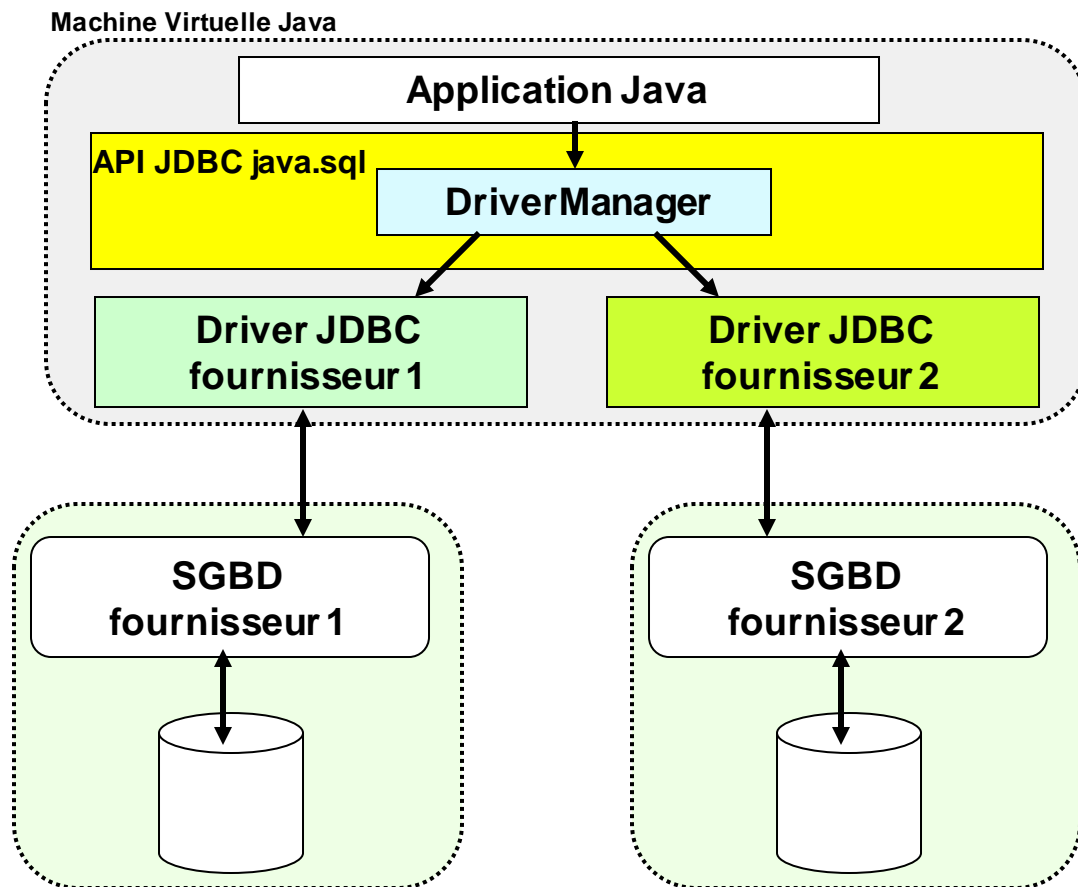 Machine Virtuelle Java
Application Java
API JDBC java.sql
DriverManager
Driver JDBC
fournisseur 1
Driver JDBC
fournisseur 2
SGBD
fournisseur 1
SGBD
fournisseur 2